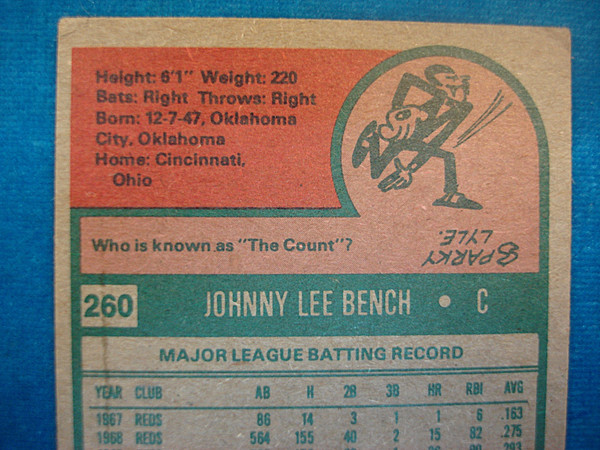 Height: 6'1" Weight: 220
Bats: Right Throws: Right
Born: 12-7-47, Oklahoma
City, Oklahoma
Home: Cincinnati,
Ohio
Who is known as "The Count"?
SPARKY
LYLE.
260 JOHNNY LEE BENCH • C
MAJOR LEAGUE BATTING RECORD
YEAR CLUB AB H 2B 3B HR RBI AVG
1967 REDS 86 14 3 1 1 6 .163
1968 REDS 564 155 40 2 15 82 .275
.293